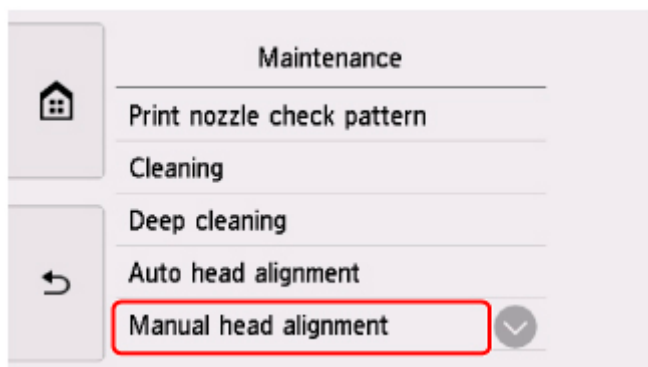 Maintenance
Print nozzle check pattern
Cleaning
Deep cleaning
Auto head alignment
Manual head alignment